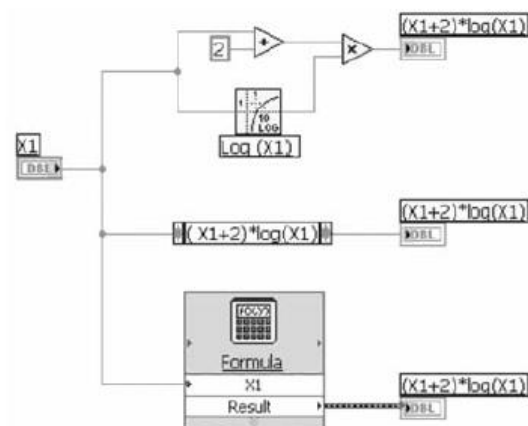 (X1+2)*log(X1)
DBL
2
+
x
1
10
LOG
Log (X1)
X1
DBL
(X1+2)*log(X1)
( X1+2)*log(X1)
DBL
Formula
X1
Result
(X1+2)*log(X1)
DBL